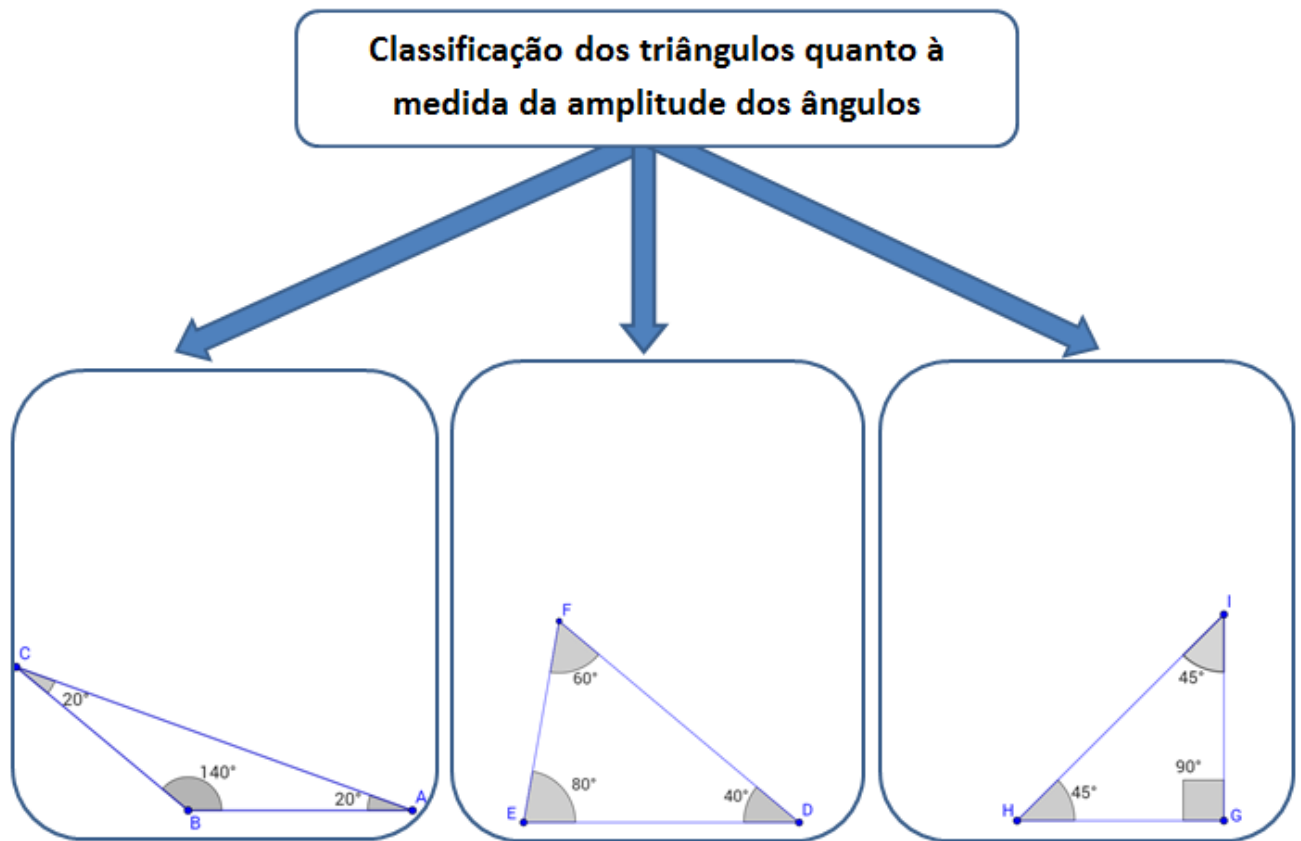 Classificação dos triângulos quanto à
medida da amplitude dos ângulos
C
20°
140°
20°
A
B
F
60°
80°
40°
E
D
I
45°
90°
45°
H
G